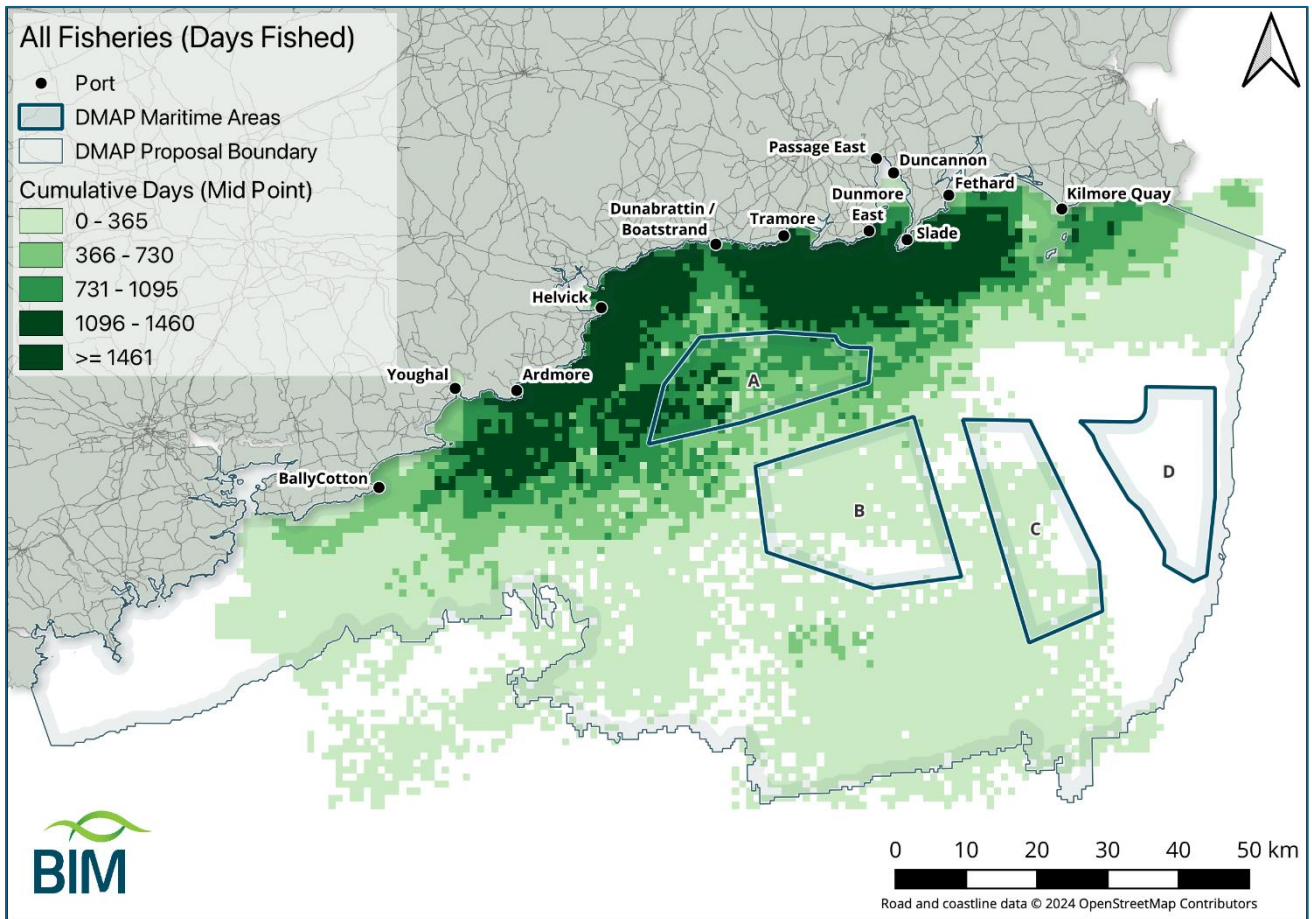 All Fisheries (Days Fished)
Port
DMAP Maritime Areas
DMAP Proposal Boundary
Cumulative Days (Mid Point)
0 - 365
366 - 730
731 - 1095
1096 - 1460
>= 1461
Passage East
Duncannon
Dunmore
East
Fethard
Kilmore Quay
Dunabrattin /
Boatstrand
Tramore
Slade
Helvick
Youghal
Ardmore
BallyCotton
A
B
C
D
BIM
0 10 20 30 40 50 km
Road and coastline data © 2024 OpenStreetMap Contributors